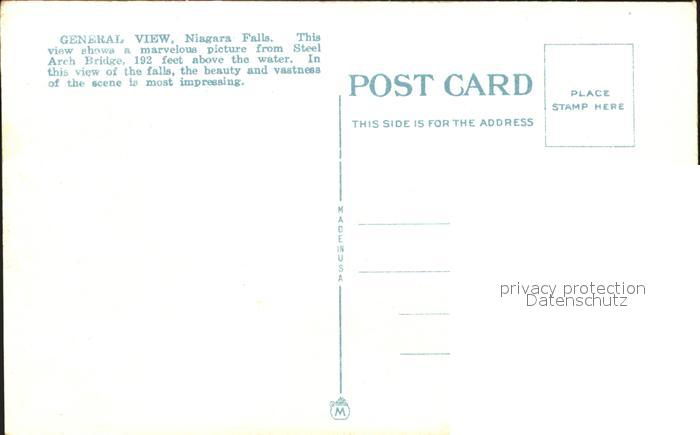 GENERAL VIEW, Niagara Falls. This
view shows a marvelous picture from Steel
Arch Bridge, 192 feet above the water. In
this view of the falls, the beauty and vastness
of the scene is most impressing.
POST CARD
THIS SIDE IS FOR THE ADDRESS
PLACE
STAMP HERE
MADE IN USA
privacy protection
Datenschutz
M